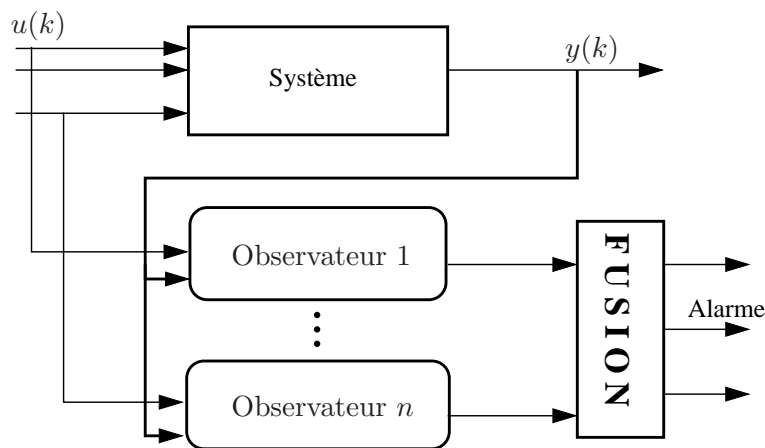 u(k)
y(k)
Système
Observateur 1
FUSION
Alarme
Observateur n